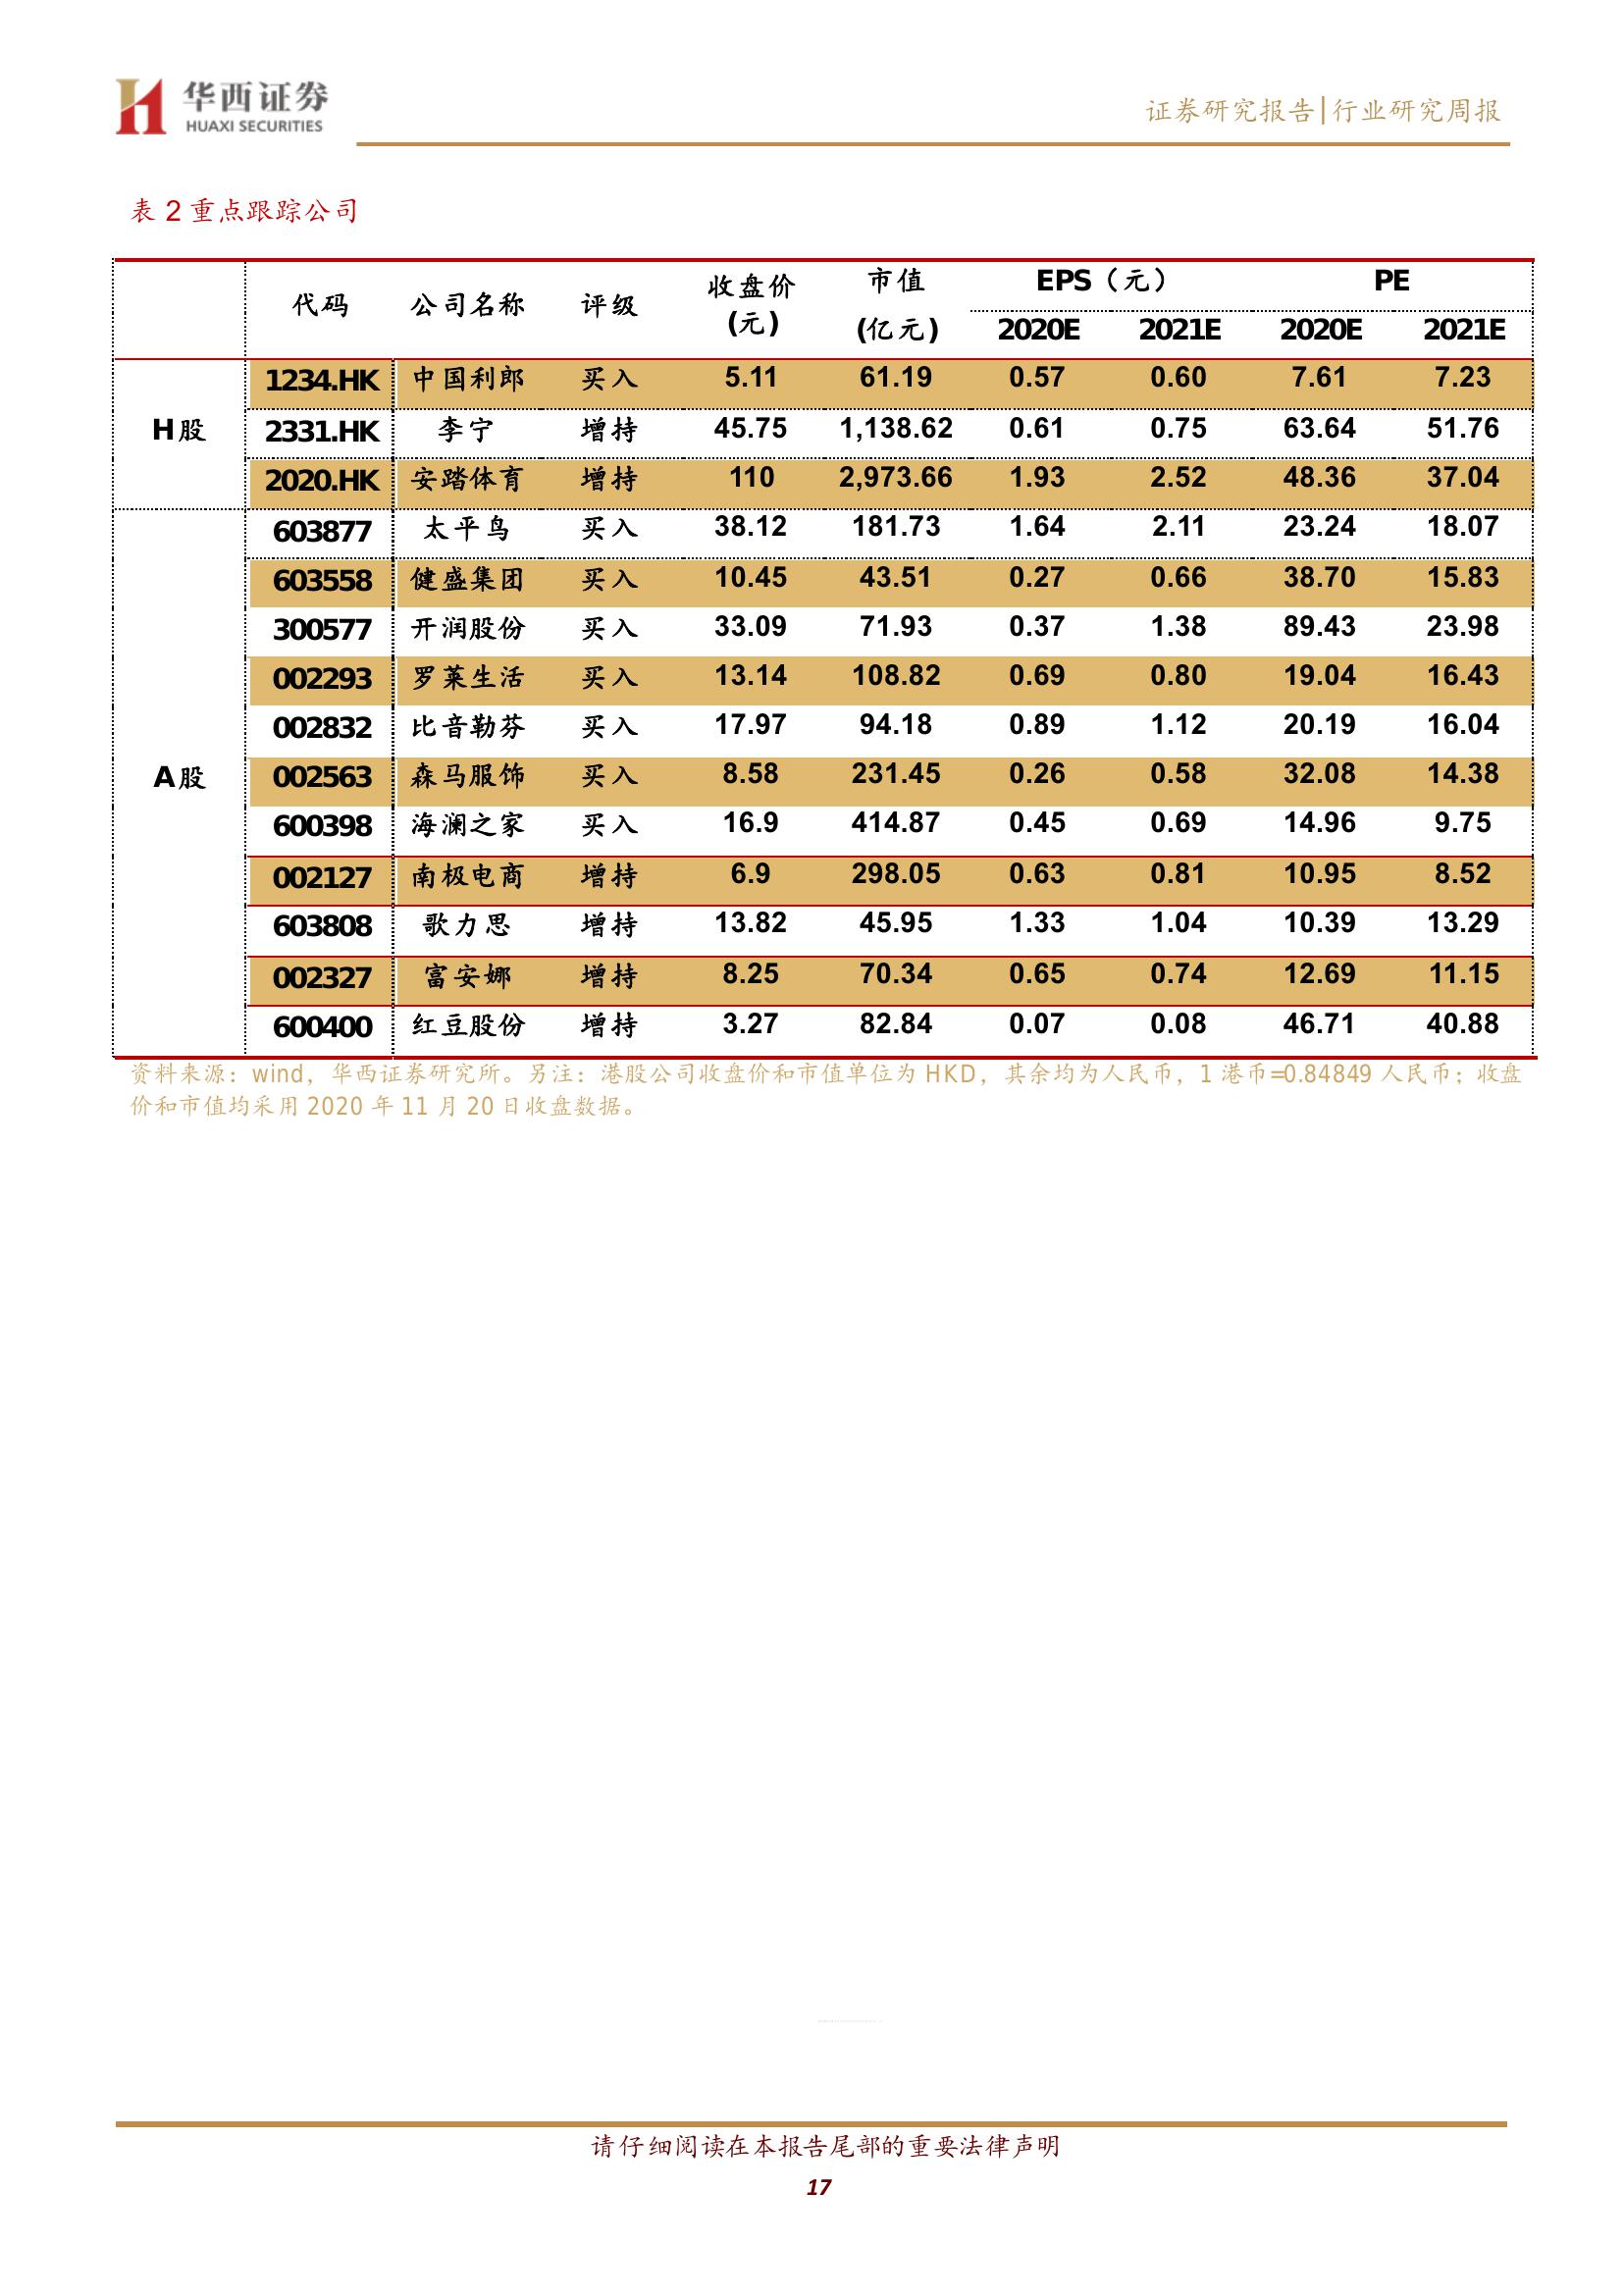 华西证券
HUAXI SECURITIES
证券研究报告|行业研究周报
表 2 重点跟踪公司
代码 公司名称 评级 收盘价(元) 市值(亿元) EPS（元） PE
2020E 2021E 2020E 2021E
H股
1234.HK 中国利郎 买入 5.11 61.19 0.57 0.60 7.61 7.23
2331.HK 李宁 增持 45.75 1,138.62 0.61 0.75 63.64 51.76
2020.HK 安踏体育 增持 110 2,973.66 1.93 2.52 48.36 37.04
A股
603877 太平鸟 买入 38.12 181.73 1.64 2.11 23.24 18.07
603558 健盛集团 买入 10.45 43.51 0.27 0.66 38.70 15.83
300577 开润股份 买入 33.09 71.93 0.37 1.38 89.43 23.98
002293 罗莱生活 买入 13.14 108.82 0.69 0.80 19.04 16.43
002832 比音勒芬 买入 17.97 94.18 0.89 1.12 20.19 16.04
002563 森马服饰 买入 8.58 231.45 0.26 0.58 32.08 14.38
600398 海澜之家 买入 16.9 414.87 0.45 0.69 14.96 9.75
002127 南极电商 增持 6.9 298.05 0.63 0.81 10.95 8.52
603808 歌力思 增持 13.82 45.95 1.33 1.04 10.39 13.29
002327 富安娜 增持 8.25 70.34 0.65 0.74 12.69 11.15
600400 红豆股份 增持 3.27 82.84 0.07 0.08 46.71 40.88
资料来源：wind，华西证券研究所。另注：港股公司收盘价和市值单位为 HKD，其余均为人民币，1 港币=0.84849 人民币；收盘
价和市值均采用 2020 年 11 月 20 日收盘数据。
请仔细阅读在本报告尾部的重要法律声明
17